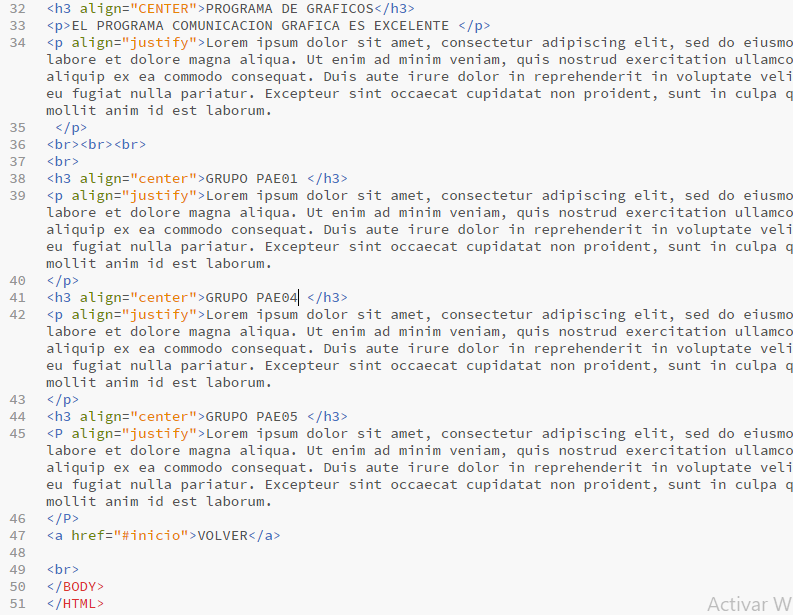 32 <h3 align="CENTER">PROGRAMA DE GRAFICOS</h3>
33 <p>EL PROGRAMA COMUNICACION GRAFICA ES EXCELENTE </p>
34 <p align="justify">Lorem ipsum dolor sit amet, consectetur adipiscing elit, sed do eiusmo
labore et dolore magna aliqua. Ut enim ad minim veniam, quis nostrud exercitation ullamco
aliquip ex ea commodo consequat. Duis aute irure dolor in reprehenderit in voluptate veli
eu fugiat nulla pariatur. Excepteur sint occaecat cupidatat non proident, sunt in culpa q
mollit anim id est laborum.
35  </p>
36 <br><br><br>
37 <br>
38 <h3 align="center">GRUPO PAE01 </h3>
39 <p align="justify">Lorem ipsum dolor sit amet, consectetur adipiscing elit, sed do eiusmo
labore et dolore magna aliqua. Ut enim ad minim veniam, quis nostrud exercitation ullamco
aliquip ex ea commodo consequat. Duis aute irure dolor in reprehenderit in voluptate veli
eu fugiat nulla pariatur. Excepteur sint occaecat cupidatat non proident, sunt in culpa q
mollit anim id est laborum.
40 </p>
41 <h3 align="center">GRUPO PAE04 </h3>
42 <p align="justify">Lorem ipsum dolor sit amet, consectetur adipiscing elit, sed do eiusmo
labore et dolore magna aliqua. Ut enim ad minim veniam, quis nostrud exercitation ullamco
aliquip ex ea commodo consequat. Duis aute irure dolor in reprehenderit in voluptate veli
eu fugiat nulla pariatur. Excepteur sint occaecat cupidatat non proident, sunt in culpa q
mollit anim id est laborum.
43 </p>
44 <h3 align="center">GRUPO PAE05 </h3>
45 <P align="justify">Lorem ipsum dolor sit amet, consectetur adipiscing elit, sed do eiusmo
labore et dolore magna aliqua. Ut enim ad minim veniam, quis nostrud exercitation ullamco
aliquip ex ea commodo consequat. Duis aute irure dolor in reprehenderit in voluptate veli
eu fugiat nulla pariatur. Excepteur sint occaecat cupidatat non proident, sunt in culpa q
mollit anim id est laborum.
46 </P>
47 <a href="#inicio">VOLVER</a>
48
49 <br>
50 </BODY>
51 </HTML>
Activar W